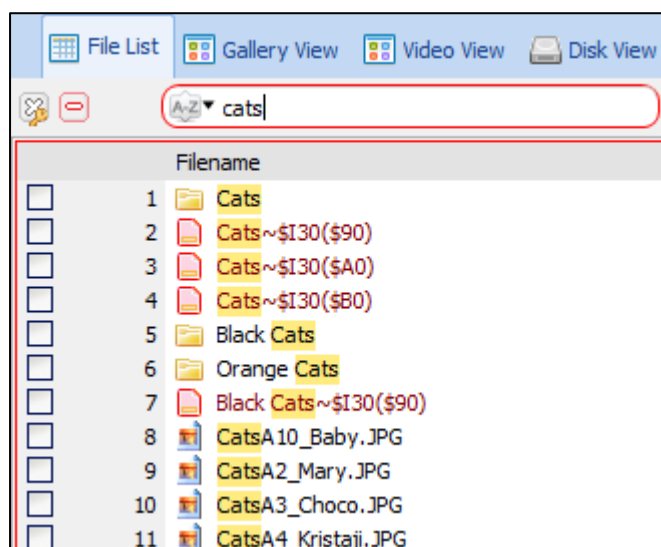 File List Gallery View Video View Disk View
A-Z cats
Filename
1 Cats
2 Cats~$I30($90)
3 Cats~$I30($A0)
4 Cats~$I30($B0)
5 Black Cats
6 Orange Cats
7 Black Cats~$I30($90)
8 CatsA10_Baby.JPG
9 CatsA2_Mary.JPG
10 CatsA3_Choco.JPG
11 CatsA4_Kristaji.JPG